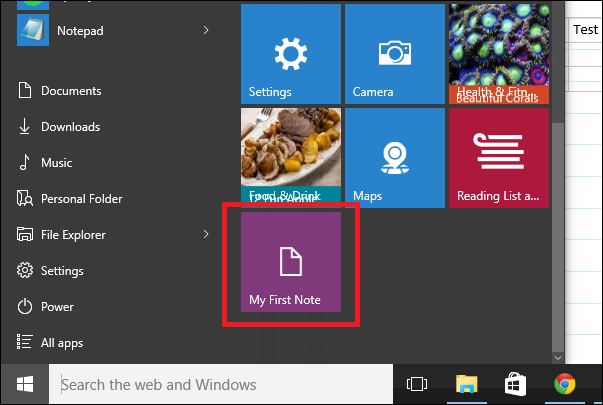 Notepad
Documents
Downloads
Music
Personal Folder
File Explorer
Settings
Power
All apps
Settings
Camera
Health & Fitn...
Beautiful Corals
Food & Drink
Maps
Reading List a...
My First Note
Test
Search the web and Windows